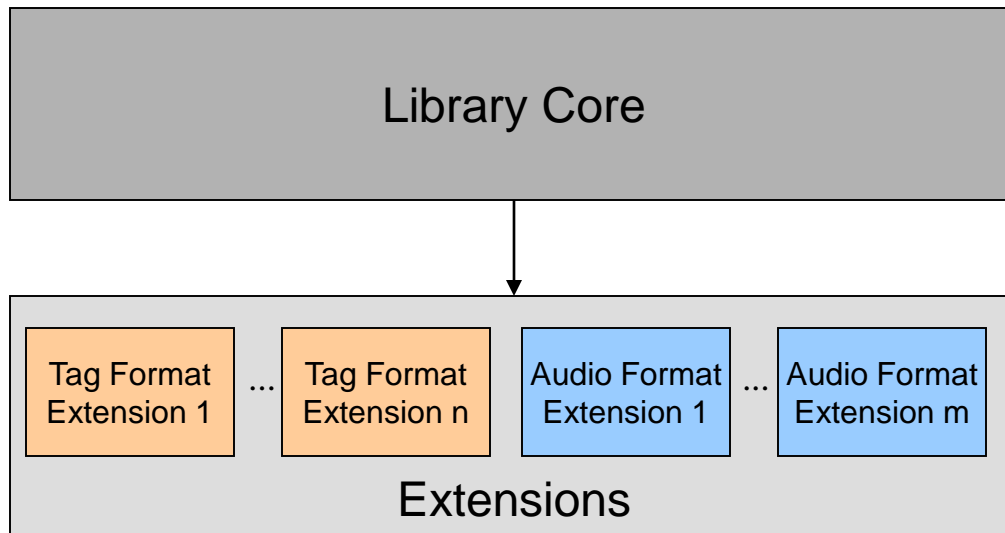 Library Core
Tag Format
Extension 1
...
Tag Format
Extension n
Audio Format
Extension 1
...
Audio Format
Extension m
Extensions